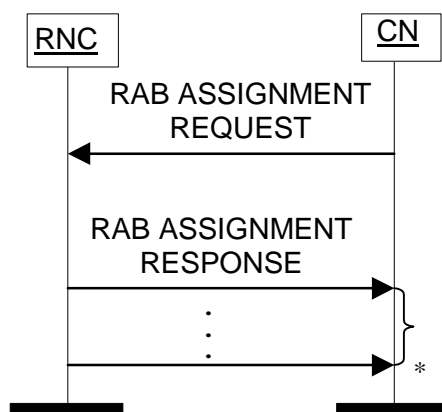 RNC
CN
RAB ASSIGNMENT
REQUEST
RAB ASSIGNMENT
RESPONSE
*